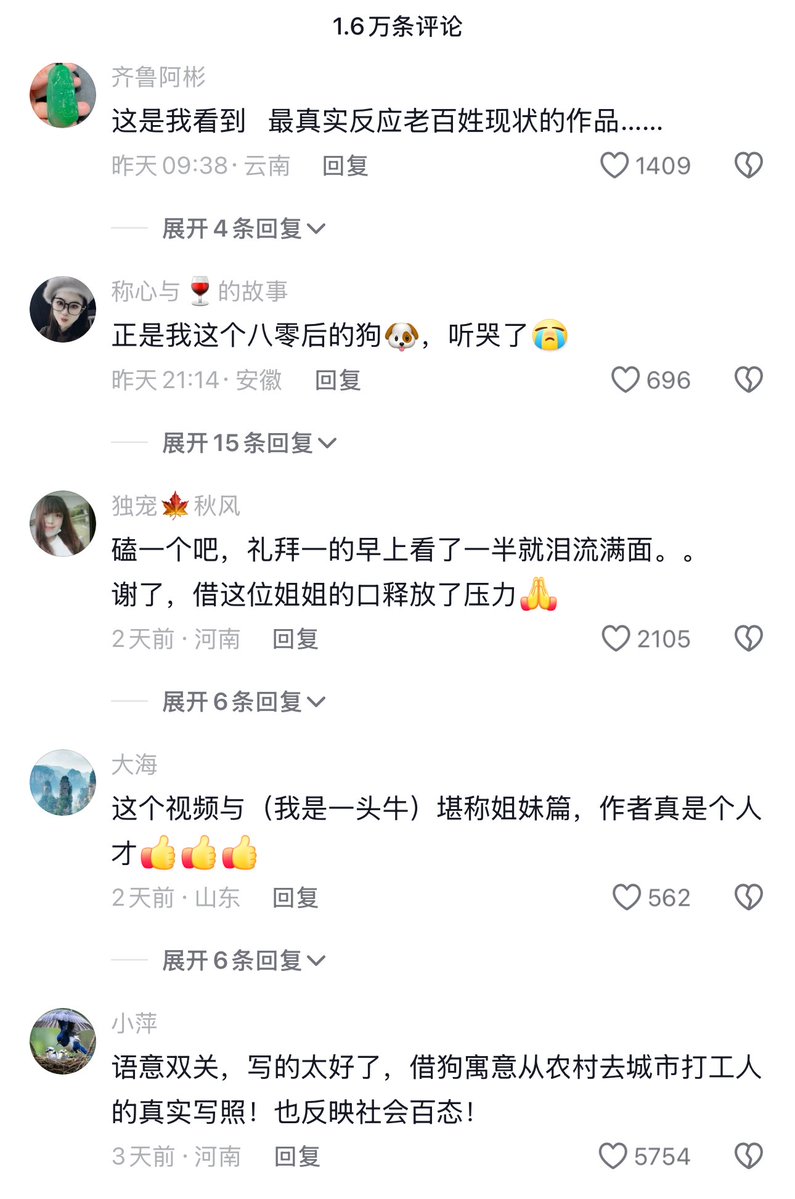 1.6万条评论
齐鲁阿彬
这是我看到 最真实反应老百姓现状的作品……
昨天 09:38 · 云南 回复 1409
展开 4 条回复
称心与🍷的故事
正是我这个八零后的狗🐶，听哭了😭
昨天 21:14 · 安徽 回复 696
展开 15 条回复
独宠🍁秋风
磕一个吧，礼拜一的早上看了一半就泪流满面。。
谢了，借这位姐姐的口释放了压力🙏
2天前 · 河南 回复 2105
展开 6 条回复
大海
这个视频与（我是一头牛）堪称姐妹篇，作者真是个人
才👍👍👍
2天前 · 山东 回复 562
展开 6 条回复
小萍
语意双关，写的太好了，借狗寓意从农村去城市打工人
的真实写照！也反映社会百态！
3天前 · 河南 回复 5754